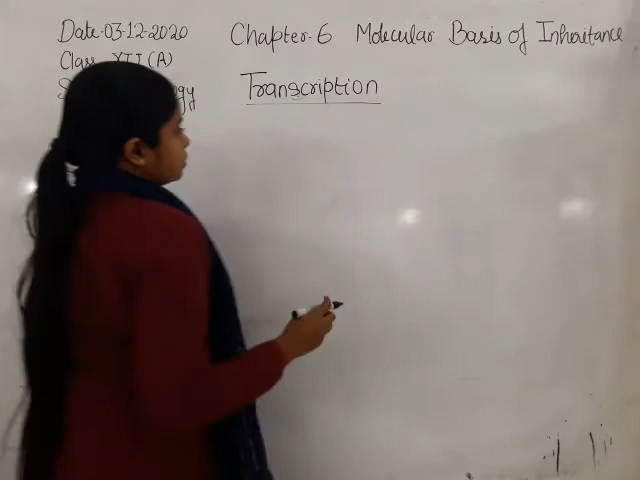 Date-03-12-2020
Chapter-6 Molecular Basis of Inheritance
Class XII (A)
Transcription